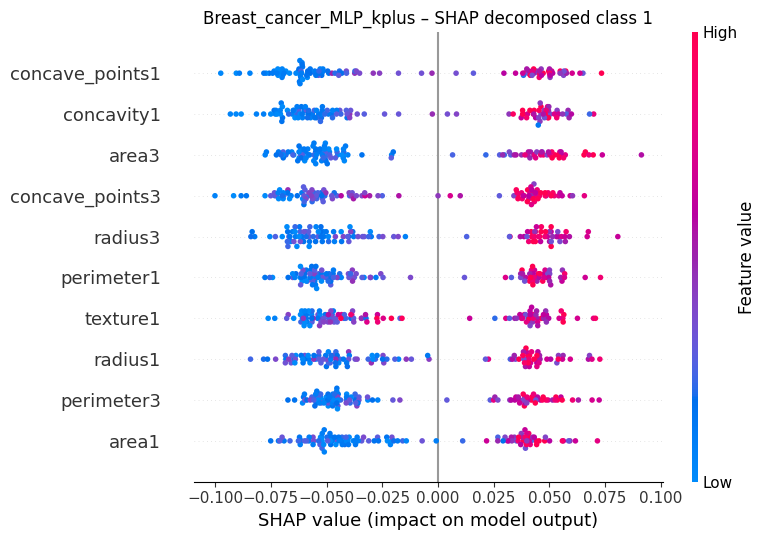 Breast_cancer_MLP_kplus – SHAP decomposed class 1
High
concave_points1
concavity1
area3
concave_points3
radius3
perimeter1
texture1
radius1
perimeter3
area1
Feature value
Low
−0.100 −0.075 −0.050 −0.025 0.000 0.025 0.050 0.075 0.100
SHAP value (impact on model output)